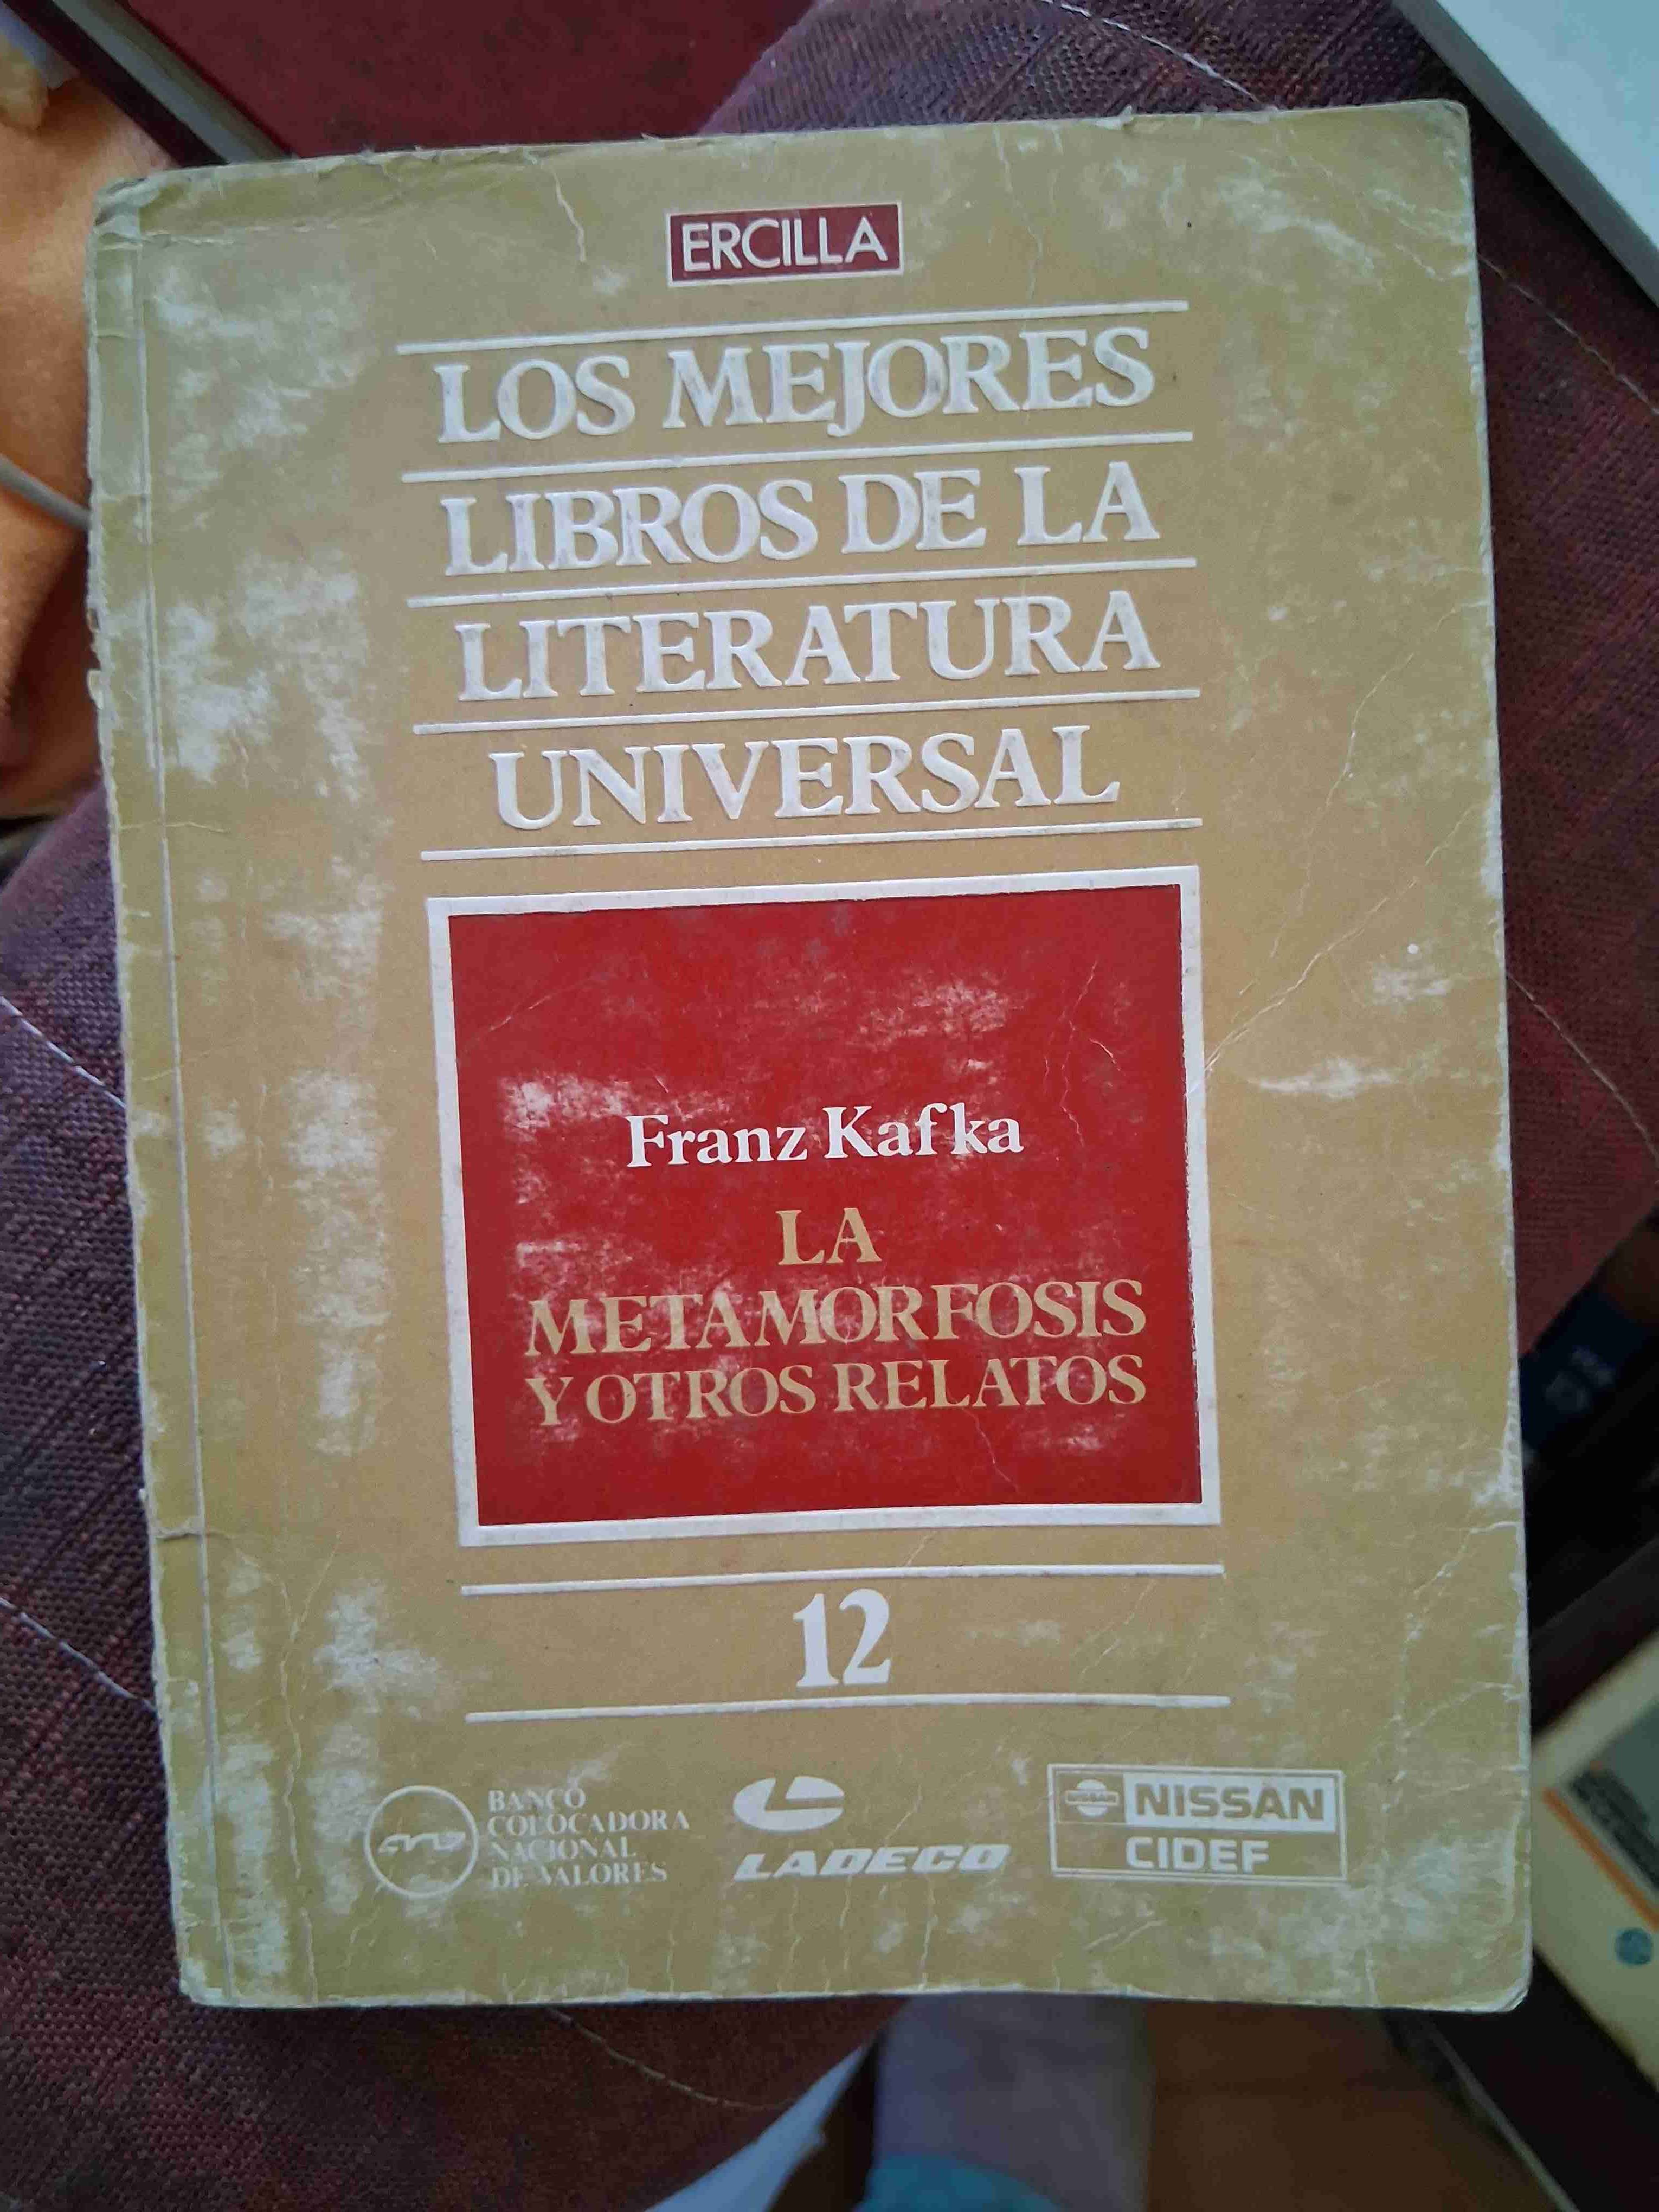 ERCILLA
LOS MEJORES
LIBROS DE LA
LITERATURA
UNIVERSAL
Franz Kafka
LA
METAMORFOSIS
Y OTROS RELATOS
12
BANCO
COLOCADORA
NACIONAL
DE VALORES
LADECO
NISSAN
NISSAN
CIDEF